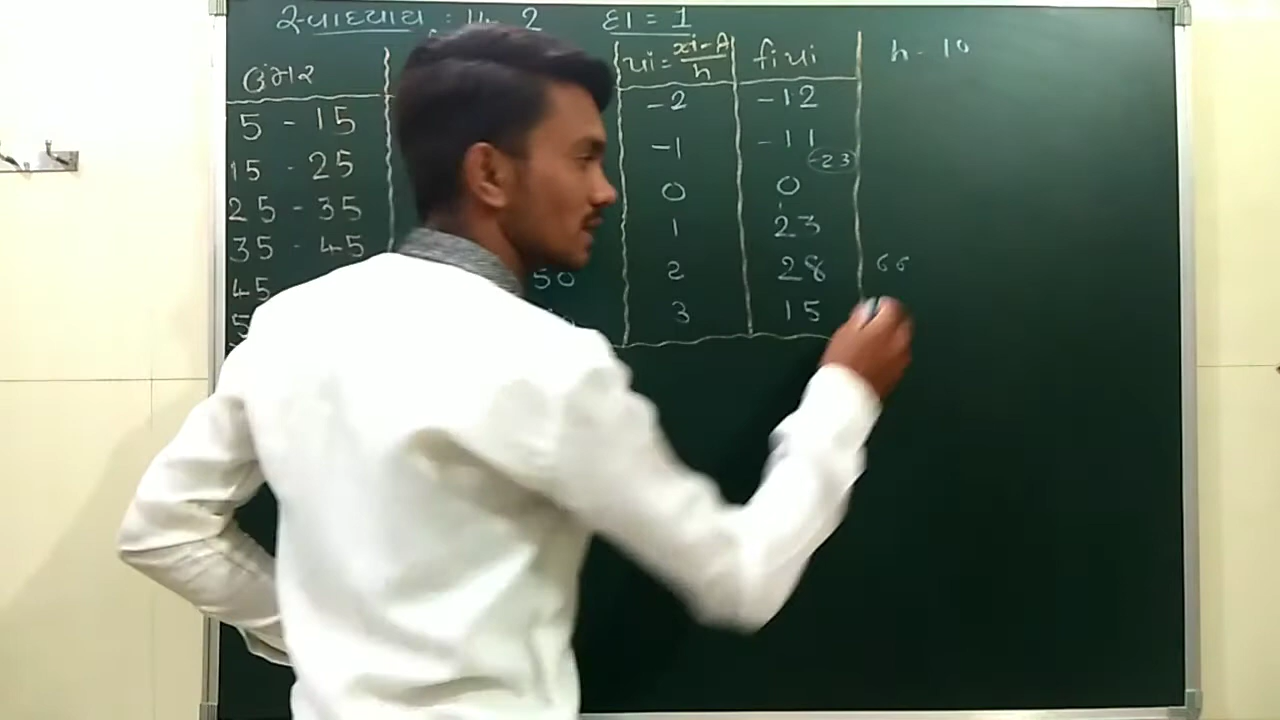 સ્વાધ્યાય : 2 દા = 1
ઉંમર ui = xi-A/h fiui h - 10
5 - 15 -2 -12
15 - 25 -1 -11
-23
25 - 35 0 0
35 - 45 1 23
45 50 2 28 66
5 3 15